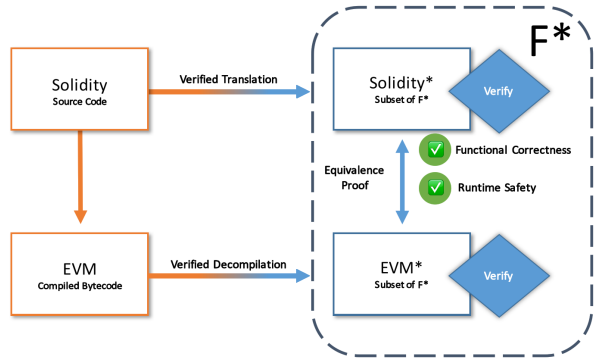 F*
Solidity
Source Code
Verified Translation
Solidity*
Subset of F*
Verify
Equivalence
Proof
Functional Correctness
Runtime Safety
EVM
Compiled Bytecode
Verified Decompilation
EVM*
Subset of F*
Verify